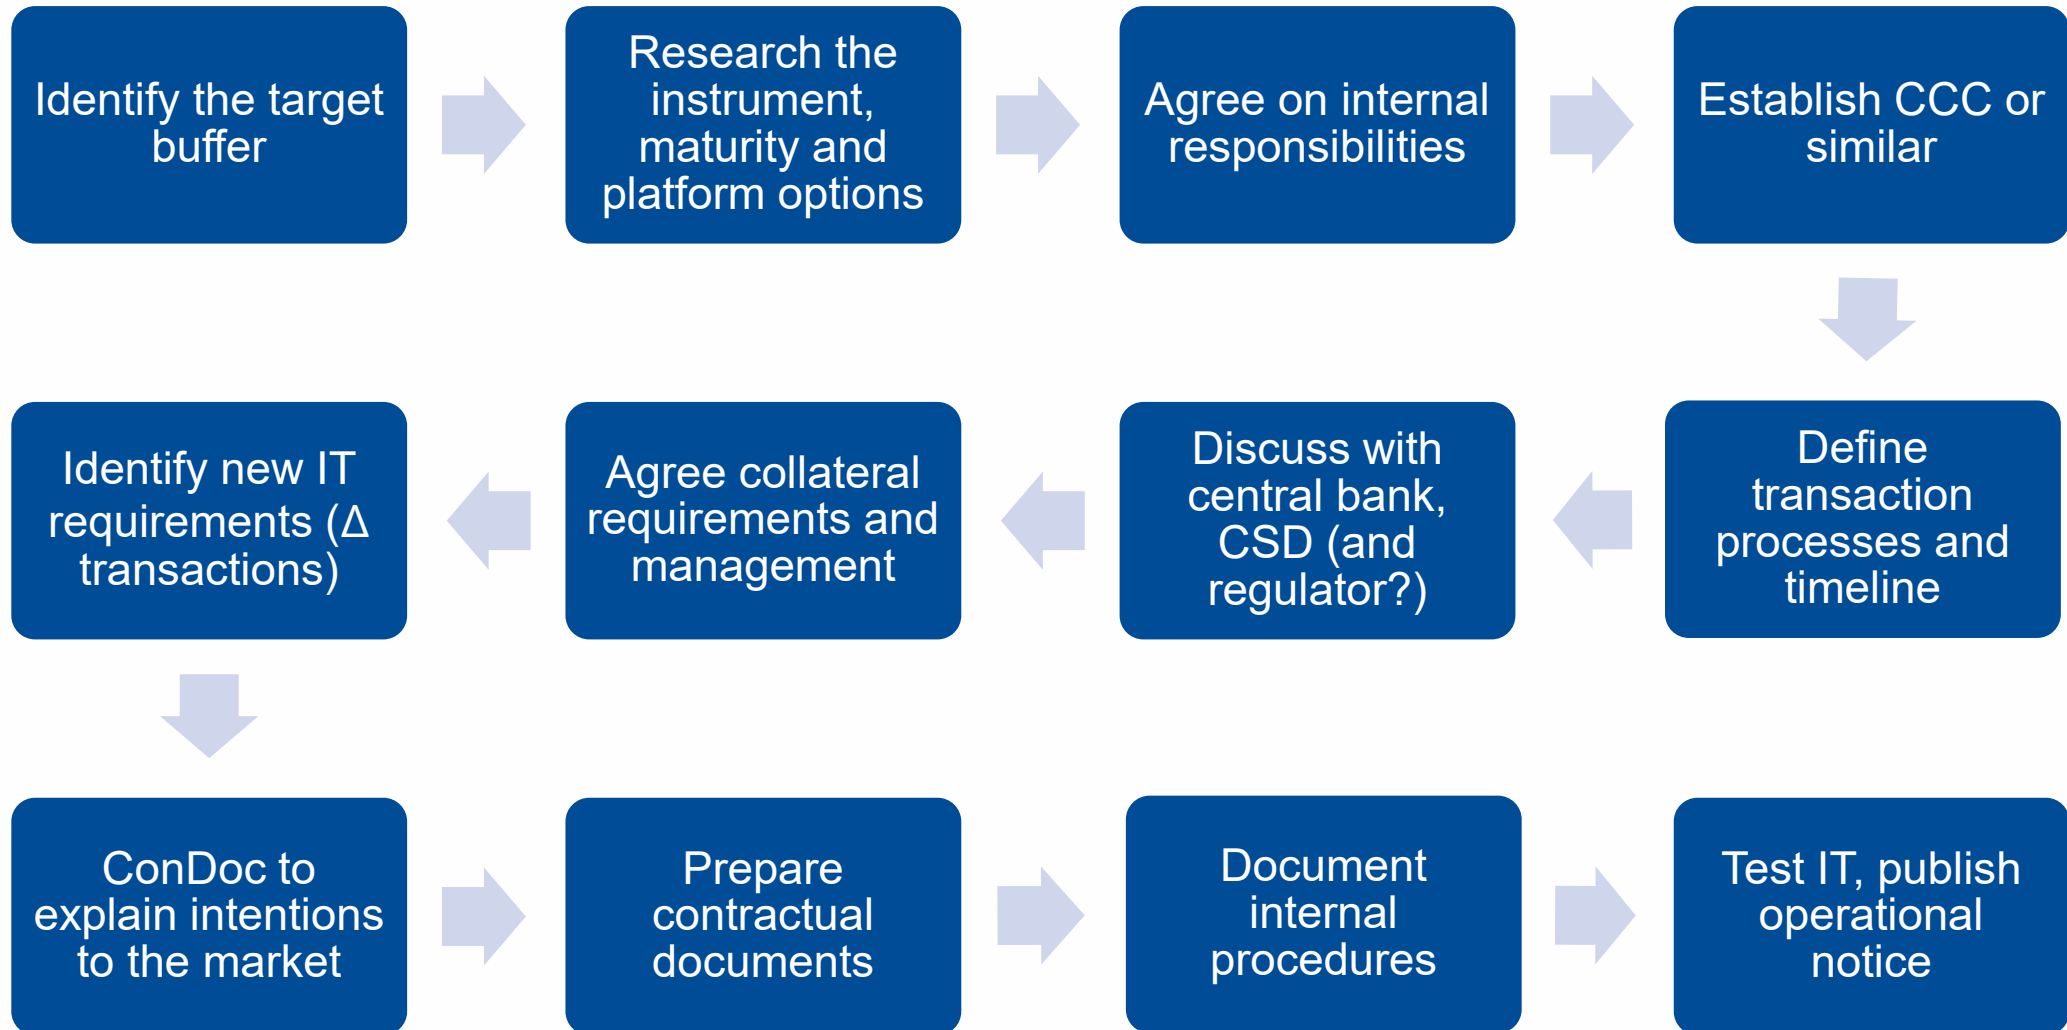 Identify the target
buffer
Research the
instrument,
maturity and
platform options
Agree on internal
responsibilities
Establish CCC or
similar
Define
transaction
processes and
timeline
Discuss with
central bank,
CSD (and
regulator?)
Agree collateral
requirements and
management
Identify new IT
requirements (Δ
transactions)
ConDoc to
explain intentions
to the market
Prepare
contractual
documents
Document
internal
procedures
Test IT, publish
operational
notice